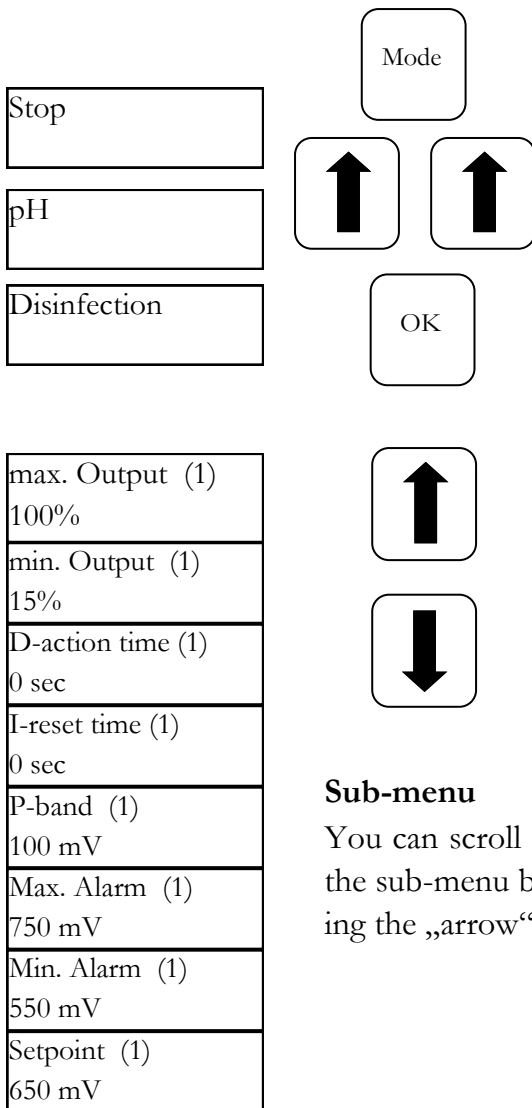 Mode
Stop
pH
Disinfection
OK
max. Output (1)
100%
min. Output (1)
15%
D-action time (1)
0 sec
I-reset time (1)
0 sec
P-band (1)
100 mV
Max. Alarm (1)
750 mV
Min. Alarm (1)
550 mV
Setpoint (1)
650 mV
Sub-menu
You can scroll
the sub-menu b
ing the „arrow“